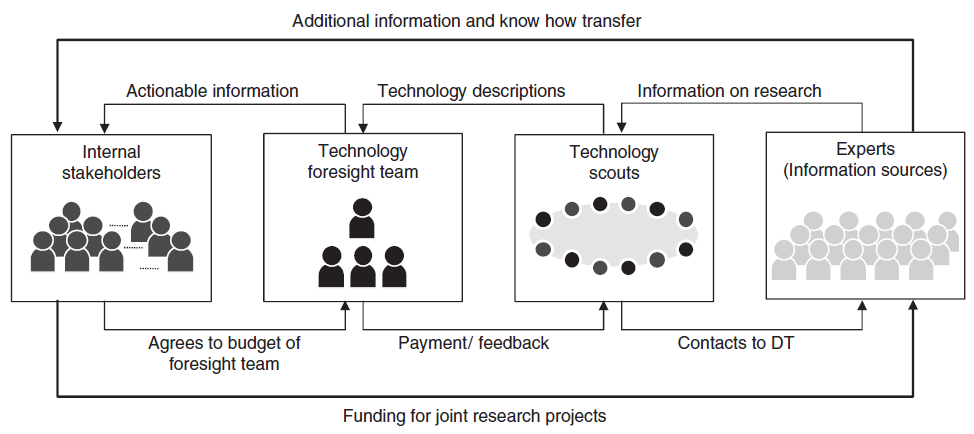 Additional information and know how transfer
Actionable information
Technology descriptions
Information on research
Internal
stakeholders
Technology
foresight team
Technology
scouts
Experts
(Information sources)
Agrees to budget of
foresight team
Payment/ feedback
Contacts to DT
Funding for joint research projects